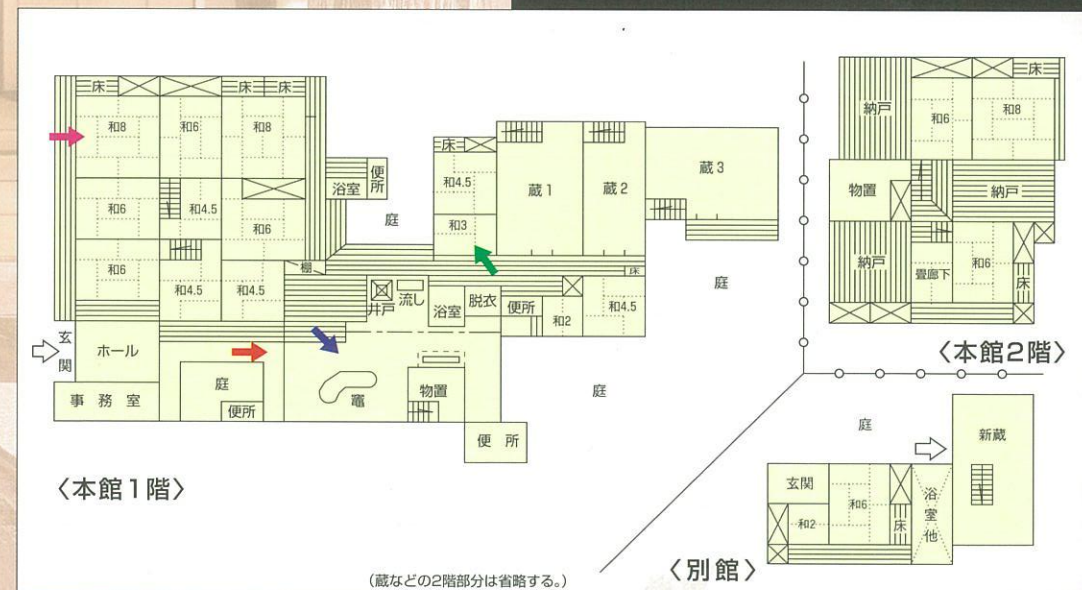 床
床
床
和8
和6
和8
和6
和4.5
和6
和6
和4.5
和4.5
浴室
便所
庭
棚
床
和4.5
和3
蔵1
蔵2
蔵3
床
庭
井戸
流し
浴室
脱衣
便所
和2
和4.5
玄関
ホール
事務室
庭
便所
竈
物置
便所
庭
〈本館1階〉
(蔵などの2階部分は省略する。)
納戸
和6
床
和8
物置
納戸
納戸
畳廊下
和6
床
〈本館2階〉
庭
新蔵
玄関
和2
和6
床
浴室他
〈別館〉